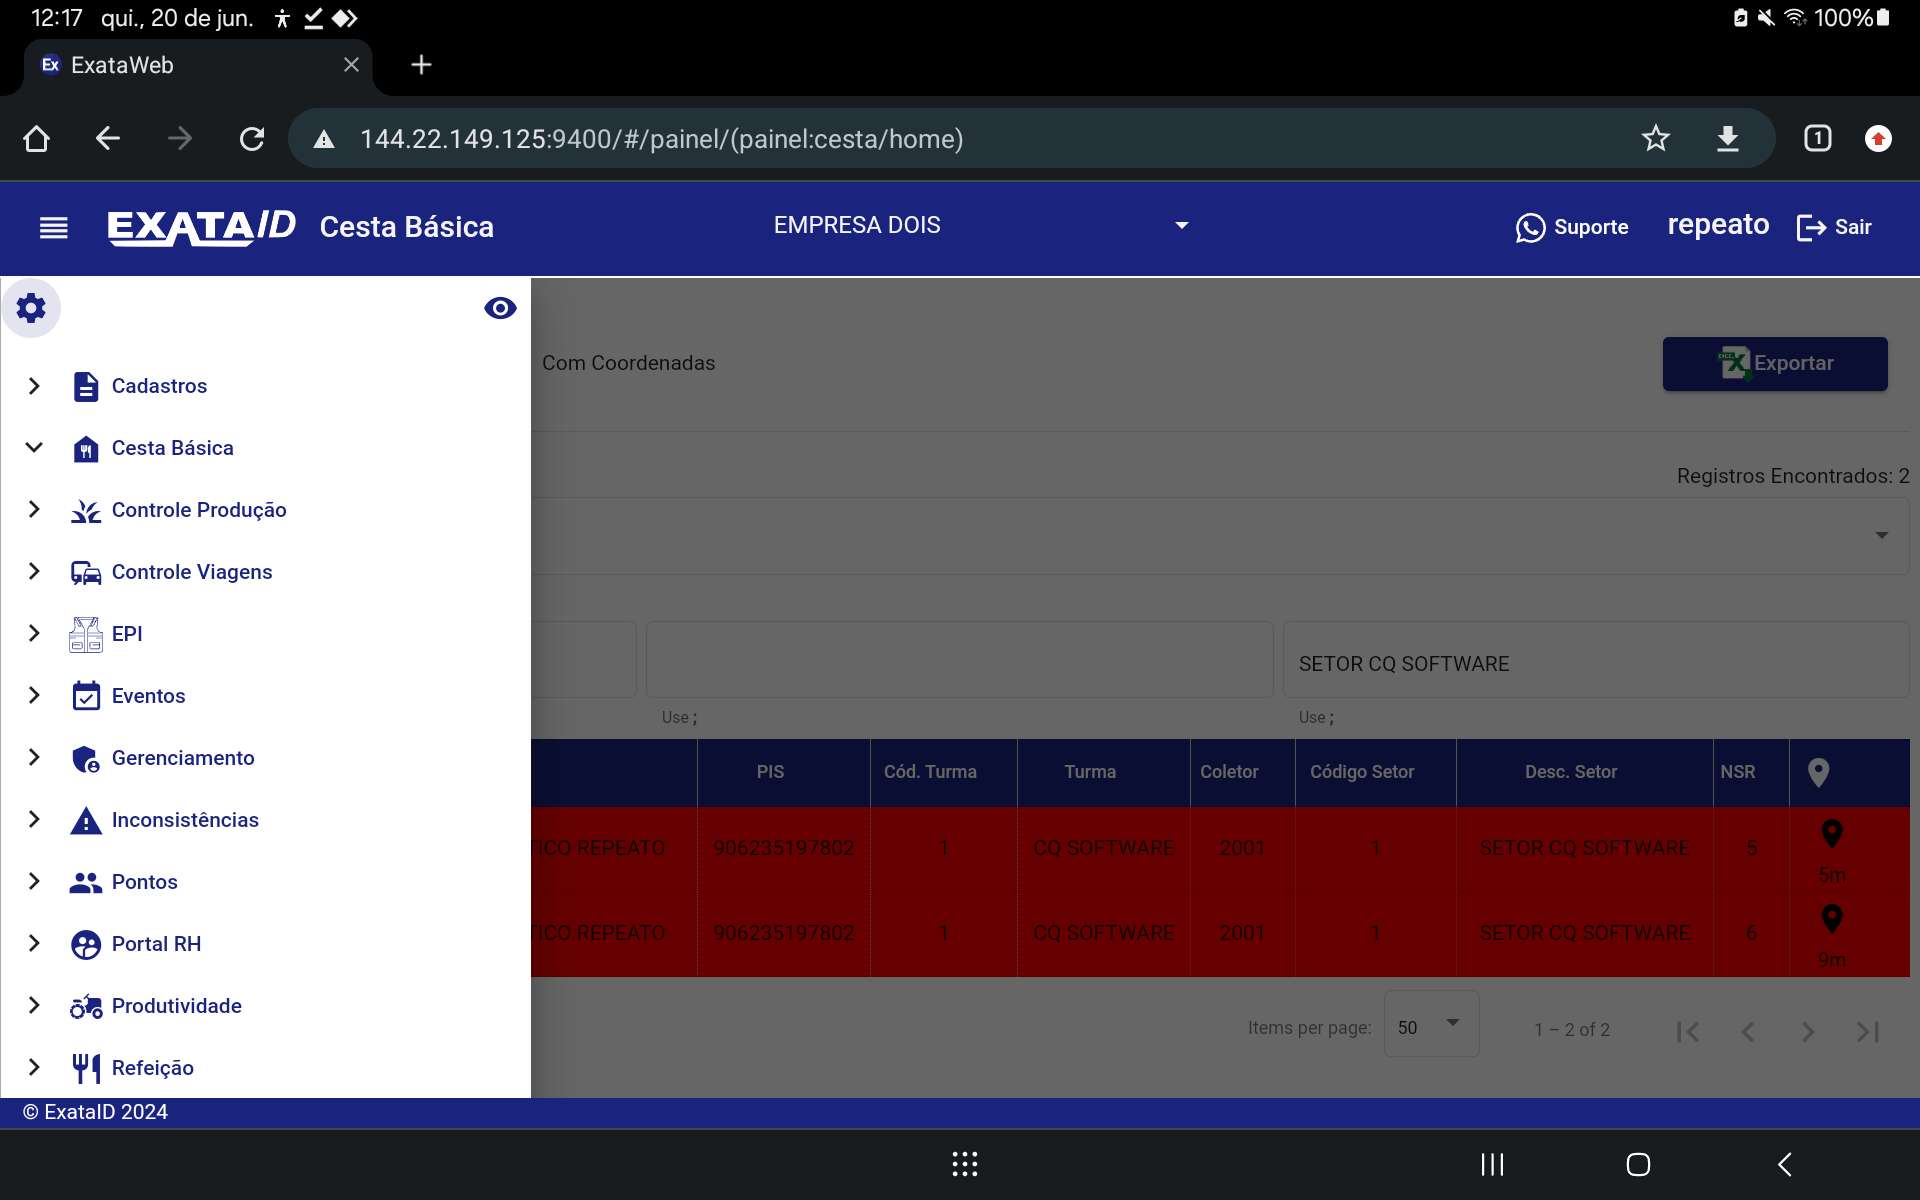 12:17 qui., 20 de jun. 100%
Ex ExataWeb
144.22.149.125:9400/#/painel/(painel:cesta/home) 1
EXATAID Cesta Básica EMPRESA DOIS Suporte repeato Sair
Com Coordenadas Exportar
Cadastros
Cesta Básica
Registros Encontrados: 2
Controle Produção
Controle Viagens
EPI
SETOR CQ SOFTWARE
Eventos
Use ; Use ;
Gerenciamento
PIS Cód. Turma Turma Coletor Código Setor Desc. Setor NSR
Inconsistências
TICO REPEATO 906235197802 1 CQ SOFTWARE 2001 1 SETOR CQ SOFTWARE 5
5m
Pontos
TICO REPEATO 906235197802 1 CQ SOFTWARE 2001 1 SETOR CQ SOFTWARE 6
9m
Portal RH
Produtividade
Items per page: 50 1 – 2 of 2
Refeição
© ExataID 2024